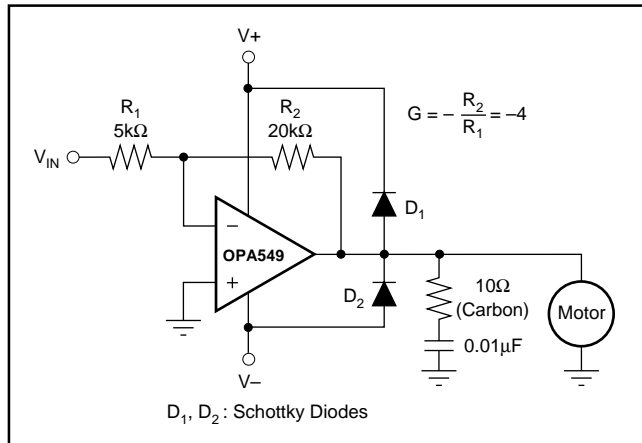 V+
R1
5kΩ
R2
20kΩ
G = – R2/R1 = –4
VIN
D1
–
OPA549
+
D2
10Ω
(Carbon)
0.01µF
Motor
V–
D1, D2 : Schottky Diodes